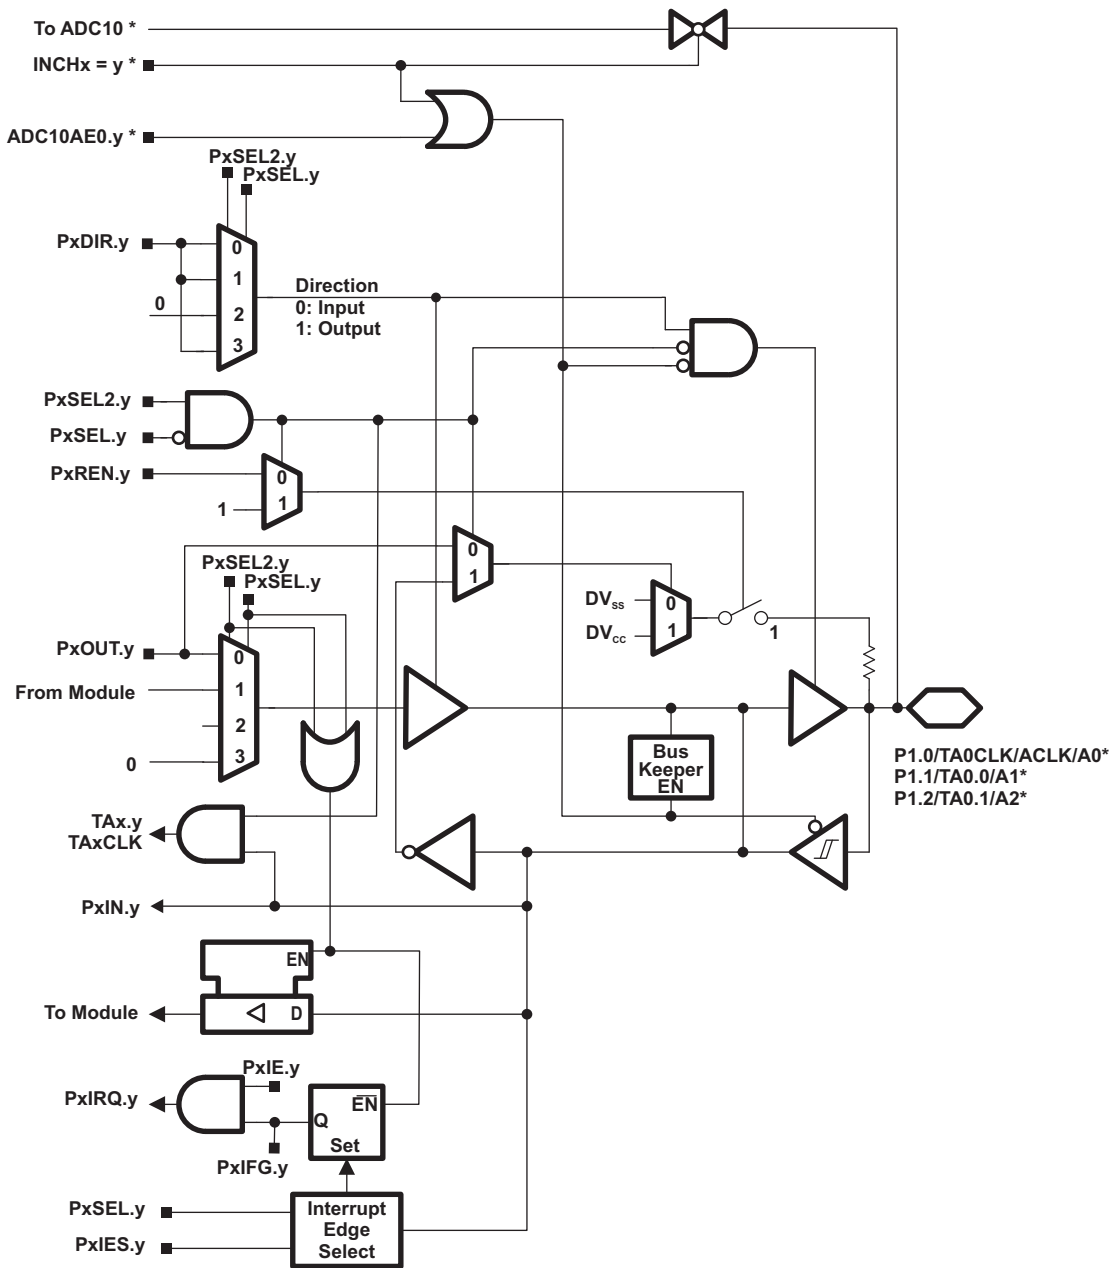 To ADC10 *
INCHx = y *
ADC10AE0.y *
PxSEL2.y
PxSEL.y
PxDIR.y
0
1
0
2
3
Direction
0: Input
1: Output
PxSEL2.y
PxSEL.y
PxREN.y
0
1
1
0
1
PxSEL2.y
PxSEL.y
DVSS
0
DVCC
1
1
PxOUT.y
0
From Module
1
2
0
3
Bus
Keeper
EN
P1.0/TA0CLK/ACLK/A0*
P1.1/TA0.0/A1*
P1.2/TA0.1/A2*
TAx.y
TAxCLK
PxIN.y
EN
To Module
D
PxIE.y
PxIRQ.y
EN
Q
Set
PxIFG.y
PxSEL.y
PxIES.y
Interrupt
Edge
Select